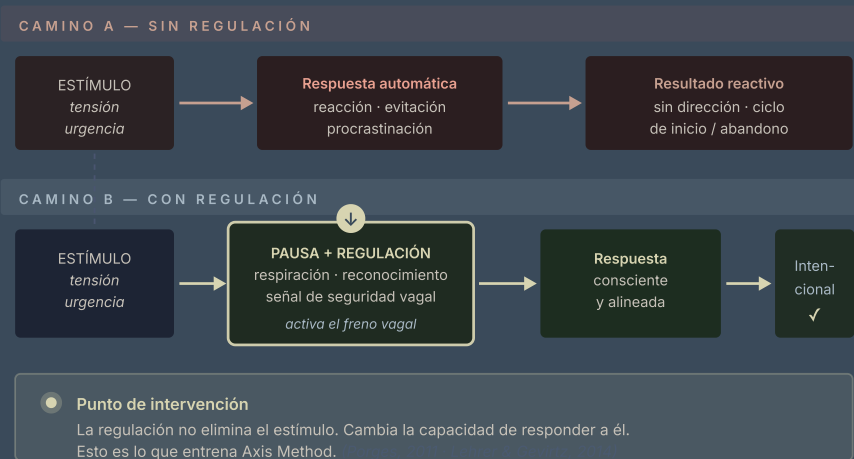 CAMINO A — SIN REGULACIÓN
ESTÍMULO
tensión
urgencia
Respuesta automática
reacción · evitación
procrastinación
Resultado reactivo
sin dirección · ciclo
de inicio / abandono
CAMINO B — CON REGULACIÓN
ESTÍMULO
tensión
urgencia
PAUSA + REGULACIÓN
respiración · reconocimiento
señal de seguridad vagal
activa el freno vagal
Respuesta
consciente
y alineada
Inten-
cional
✓
Punto de intervención
La regulación no elimina el estímulo. Cambia la capacidad de responder a él.
Esto es lo que entrena Axis Method.